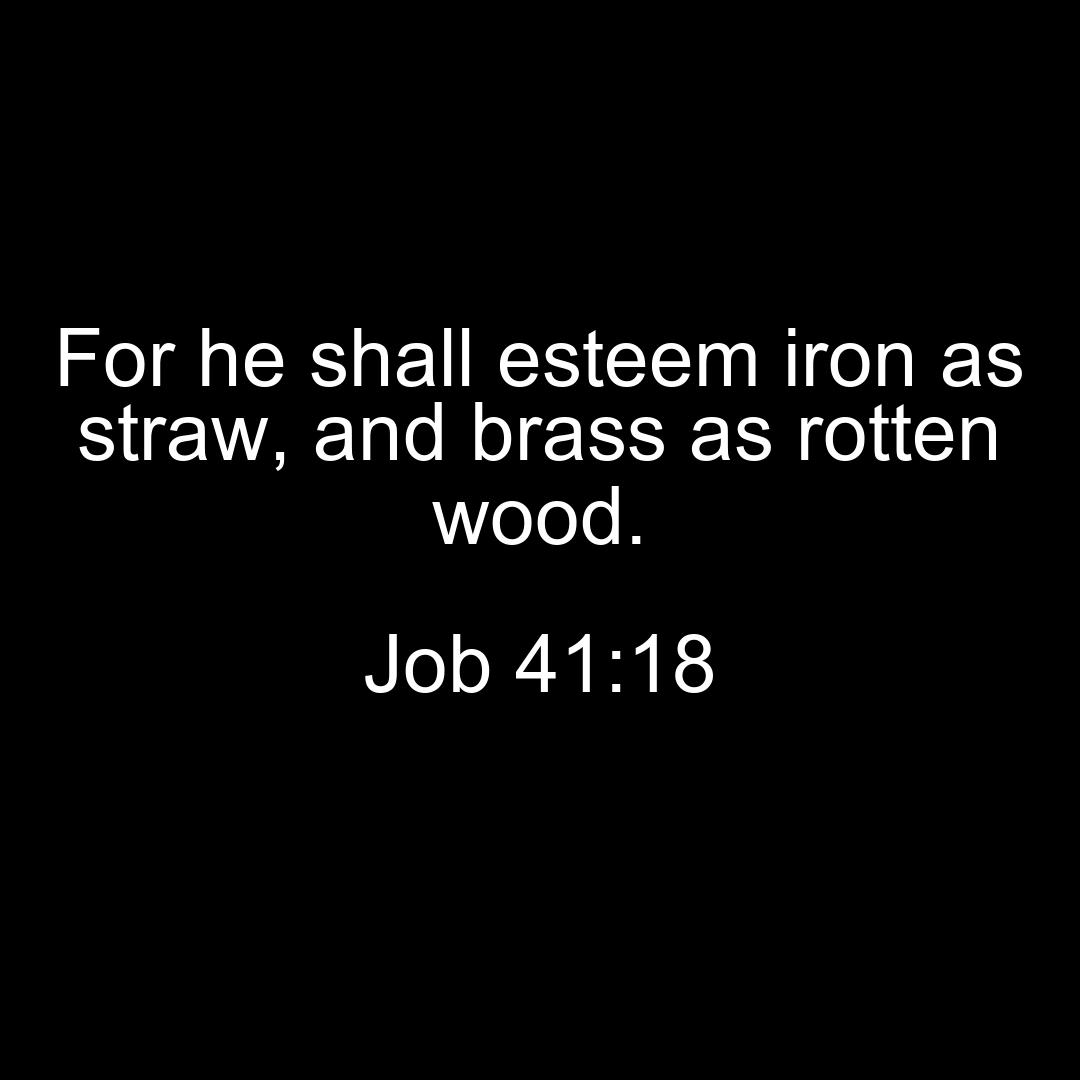 For he shall esteem iron as
straw, and brass as rotten
wood.
Job 41:18